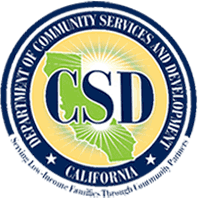 DEPARTMENT OF COMMUNITY SERVICES AND DEVELOPMENT
CSD
CALIFORNIA
Serving Low-Income Families Through Community Partners